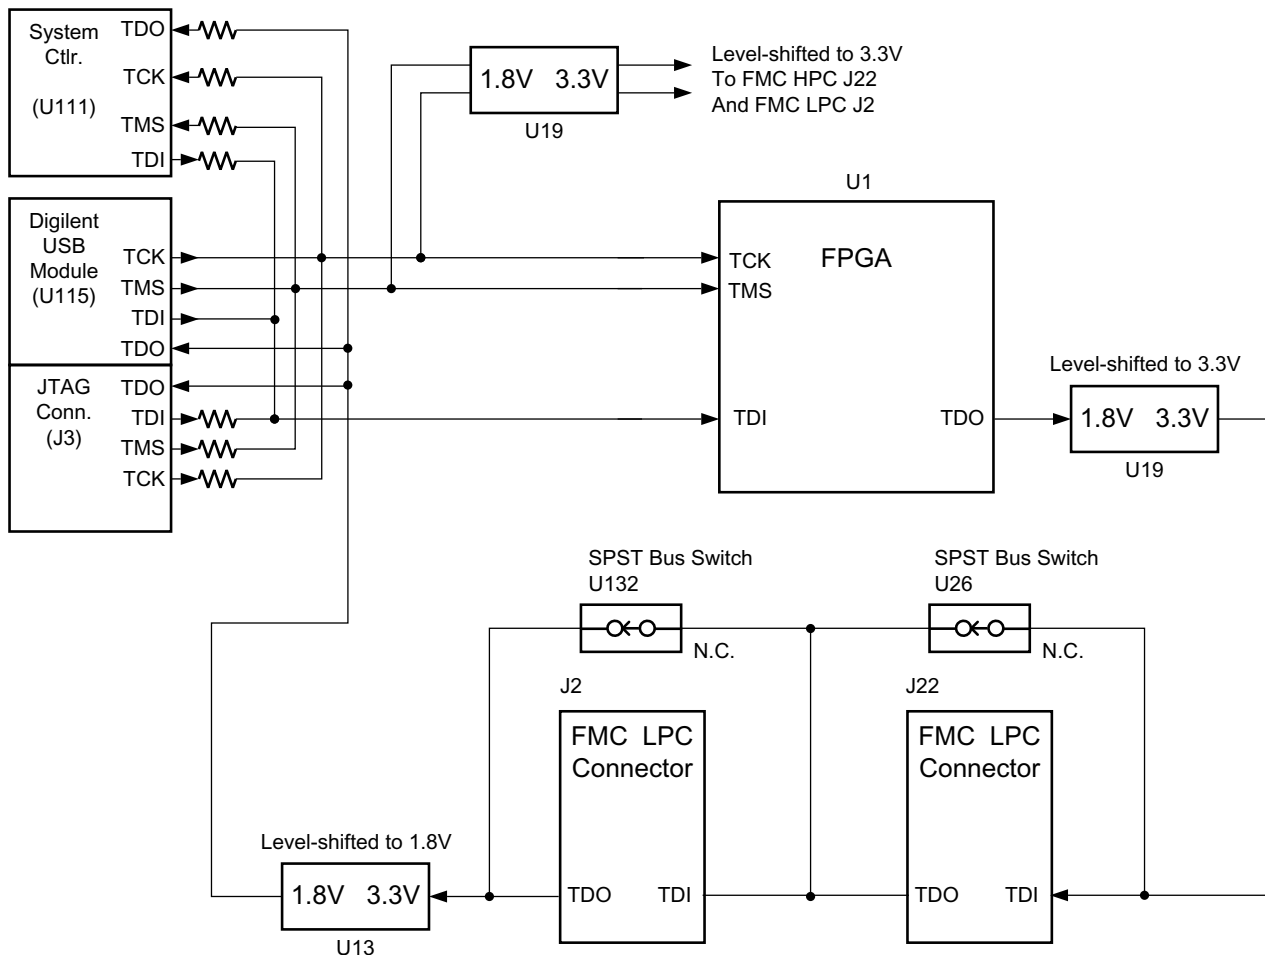 System
Ctlr.
(U111)
TDO
TCK
TMS
TDI
Digilent
USB
Module
(U115)
TCK
TMS
TDI
TDO
JTAG
Conn.
(J3)
TDO
TDI
TMS
TCK
1.8V 3.3V
U19
Level-shifted to 3.3V
To FMC HPC J22
And FMC LPC J2
U1
FPGA
TCK
TMS
TDI
TDO
Level-shifted to 3.3V
1.8V 3.3V
U19
SPST Bus Switch
U132
N.C.
SPST Bus Switch
U26
N.C.
J2
FMC LPC
Connector
TDO TDI
J22
FMC LPC
Connector
TDO TDI
Level-shifted to 1.8V
1.8V 3.3V
U13